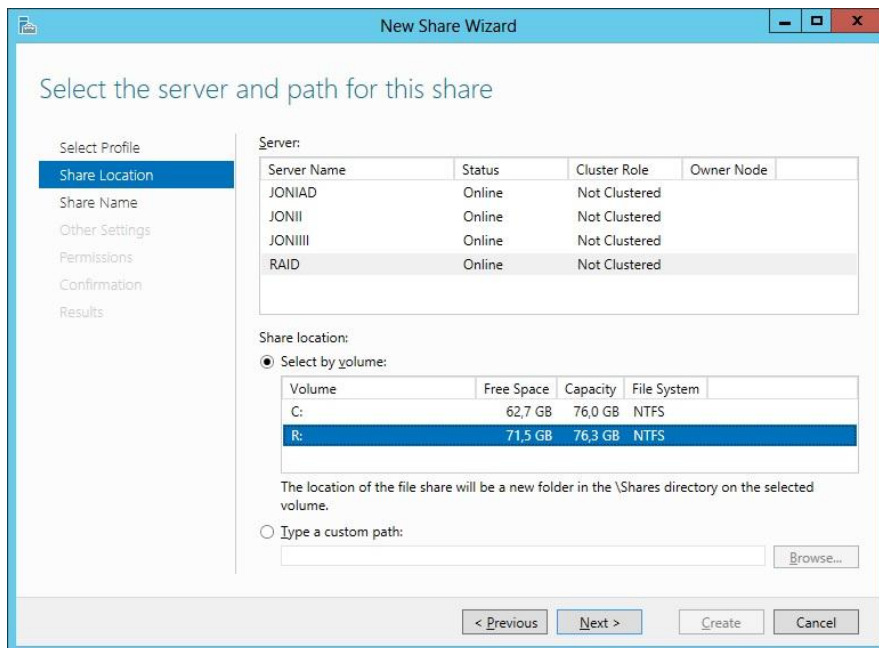 New Share Wizard
Select the server and path for this share
Select Profile
Share Location
Share Name
Other Settings
Permissions
Confirmation
Results
Server:
Server Name Status Cluster Role Owner Node
JONIAD Online Not Clustered
JONII Online Not Clustered
JONIIII Online Not Clustered
RAID Online Not Clustered
Share location:
Select by volume:
Volume Free Space Capacity File System
C: 62,7 GB 76,0 GB NTFS
R: 71,5 GB 76,3 GB NTFS
The location of the file share will be a new folder in the \Shares directory on the selected
volume.
Type a custom path:
Browse...
< Previous Next > Create Cancel